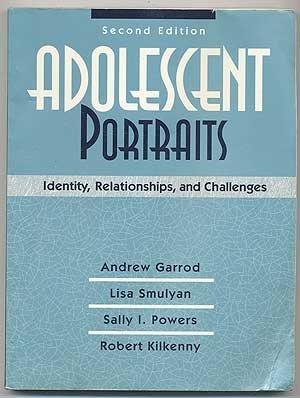 Second Edition
ADOLESCENT
PORTRAITS
Identity, Relationships, and Challenges
Andrew Garrod
Lisa Smulyan
Sally I. Powers
Robert Kilkenny